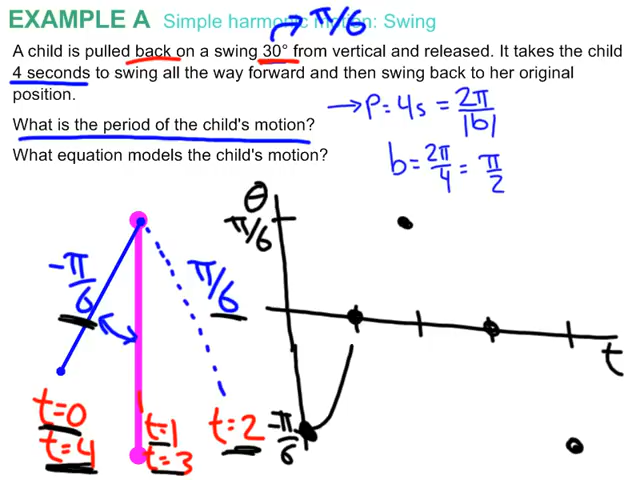 EXAMPLE A Simple harmonic motion: Swing
π/6
A child is pulled back on a swing 30° from vertical and released. It takes the child
4 seconds to swing all the way forward and then swing back to her original
position.
→ P = 4s = 2π/|b|
What is the period of the child's motion?
What equation models the child's motion?
b = 2π/4 = π/2
θ
π/6
-π/6
π/6
t
t=0
t=4
t=1
t=3
t=2
-π/6